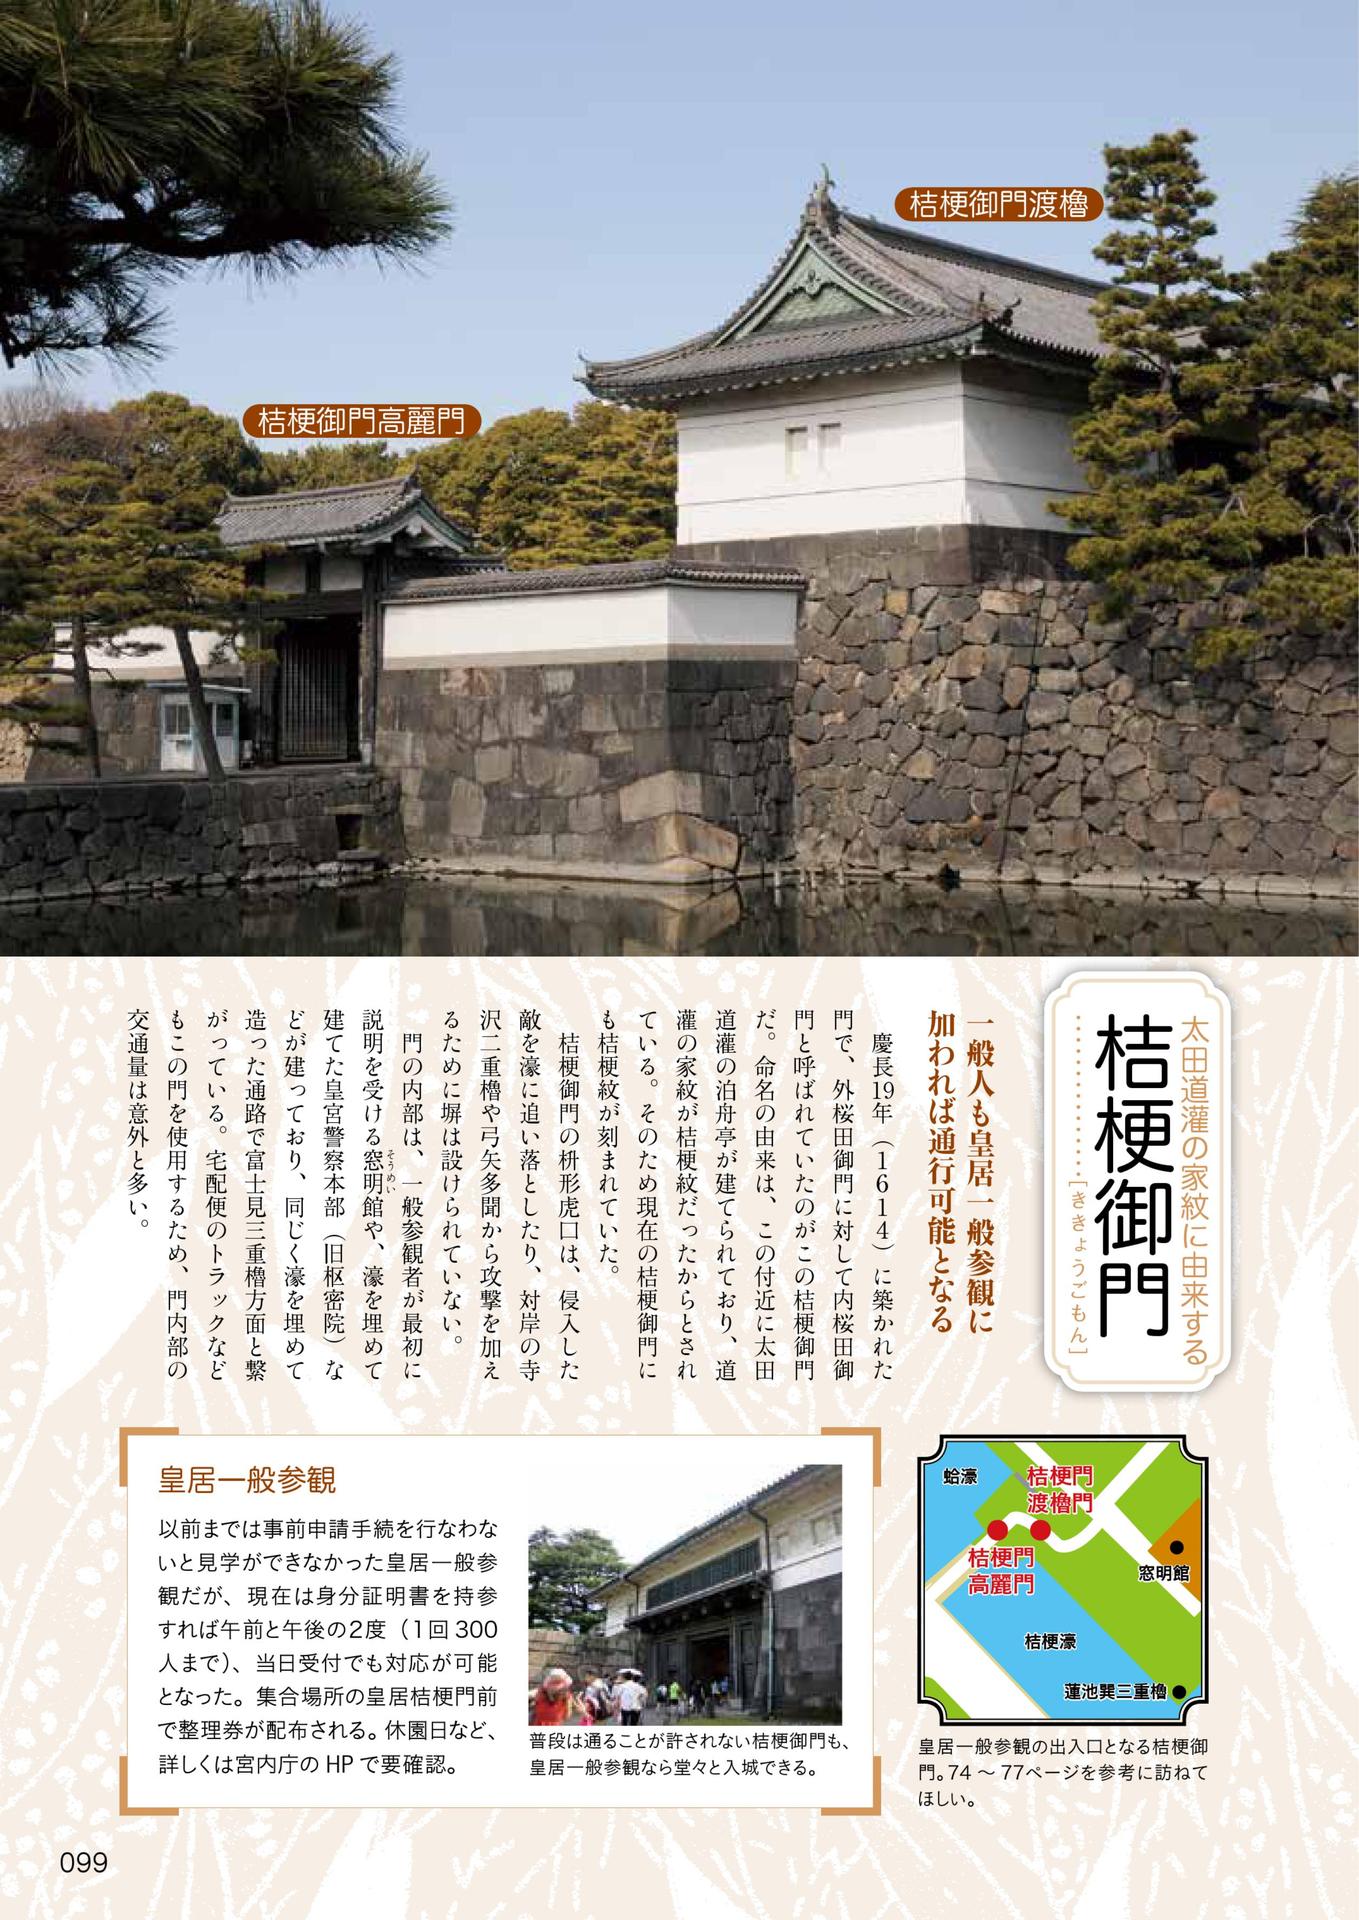 桔梗御門渡櫓
桔梗御門高麗門
太田道灌の家紋に由来する
桔梗御門
[ききょうごもん]
一般人も皇居一般参観に
加われば通行可能となる
慶長19年（1614）に築かれた
門で、外桜田御門に対して内桜田御
門と呼ばれていたのがこの桔梗御門
だ。命名の由来は、この付近に太田
道灌の泊舟亭が建てられており、道
灌の家紋が桔梗紋だったからとされ
ている。そのため現在の桔梗御門に
も桔梗紋が刻まれていた。
桔梗御門の枡形虎口は、侵入した
敵を濠に追い落としたり、対岸の寺
沢二重櫓や弓矢多聞から攻撃を加え
るために塀は設けられていない。
門の内部は、一般参観者が最初に
説明を受ける窓明館や、濠を埋めて
そうめい
建てた皇宮警察本部（旧枢密院）な
どが建っており、同じく濠を埋めて
造った通路で富士見三重櫓方面と繋
がっている。宅配便のトラックなど
もこの門を使用するため、門内部の
交通量は意外と多い。
皇居一般参観
以前までは事前申請手続を行なわな
いと見学ができなかった皇居一般参
観だが、現在は身分証明書を持参
すれば午前と午後の2度（1回300
人まで）、当日受付でも対応が可能
となった。集合場所の皇居桔梗門前
で整理券が配布される。休園日など、
詳しくは宮内庁の HP で要確認。
普段は通ることが許されない桔梗御門も、
皇居一般参観なら堂々と入城できる。
蛤濠
桔梗門
渡櫓門
桔梗門
高麗門
窓明館
桔梗濠
蓮池巽三重櫓
皇居一般参観の出入口となる桔梗御
門。74 〜 77ページを参考に訪ねて
ほしい。
099